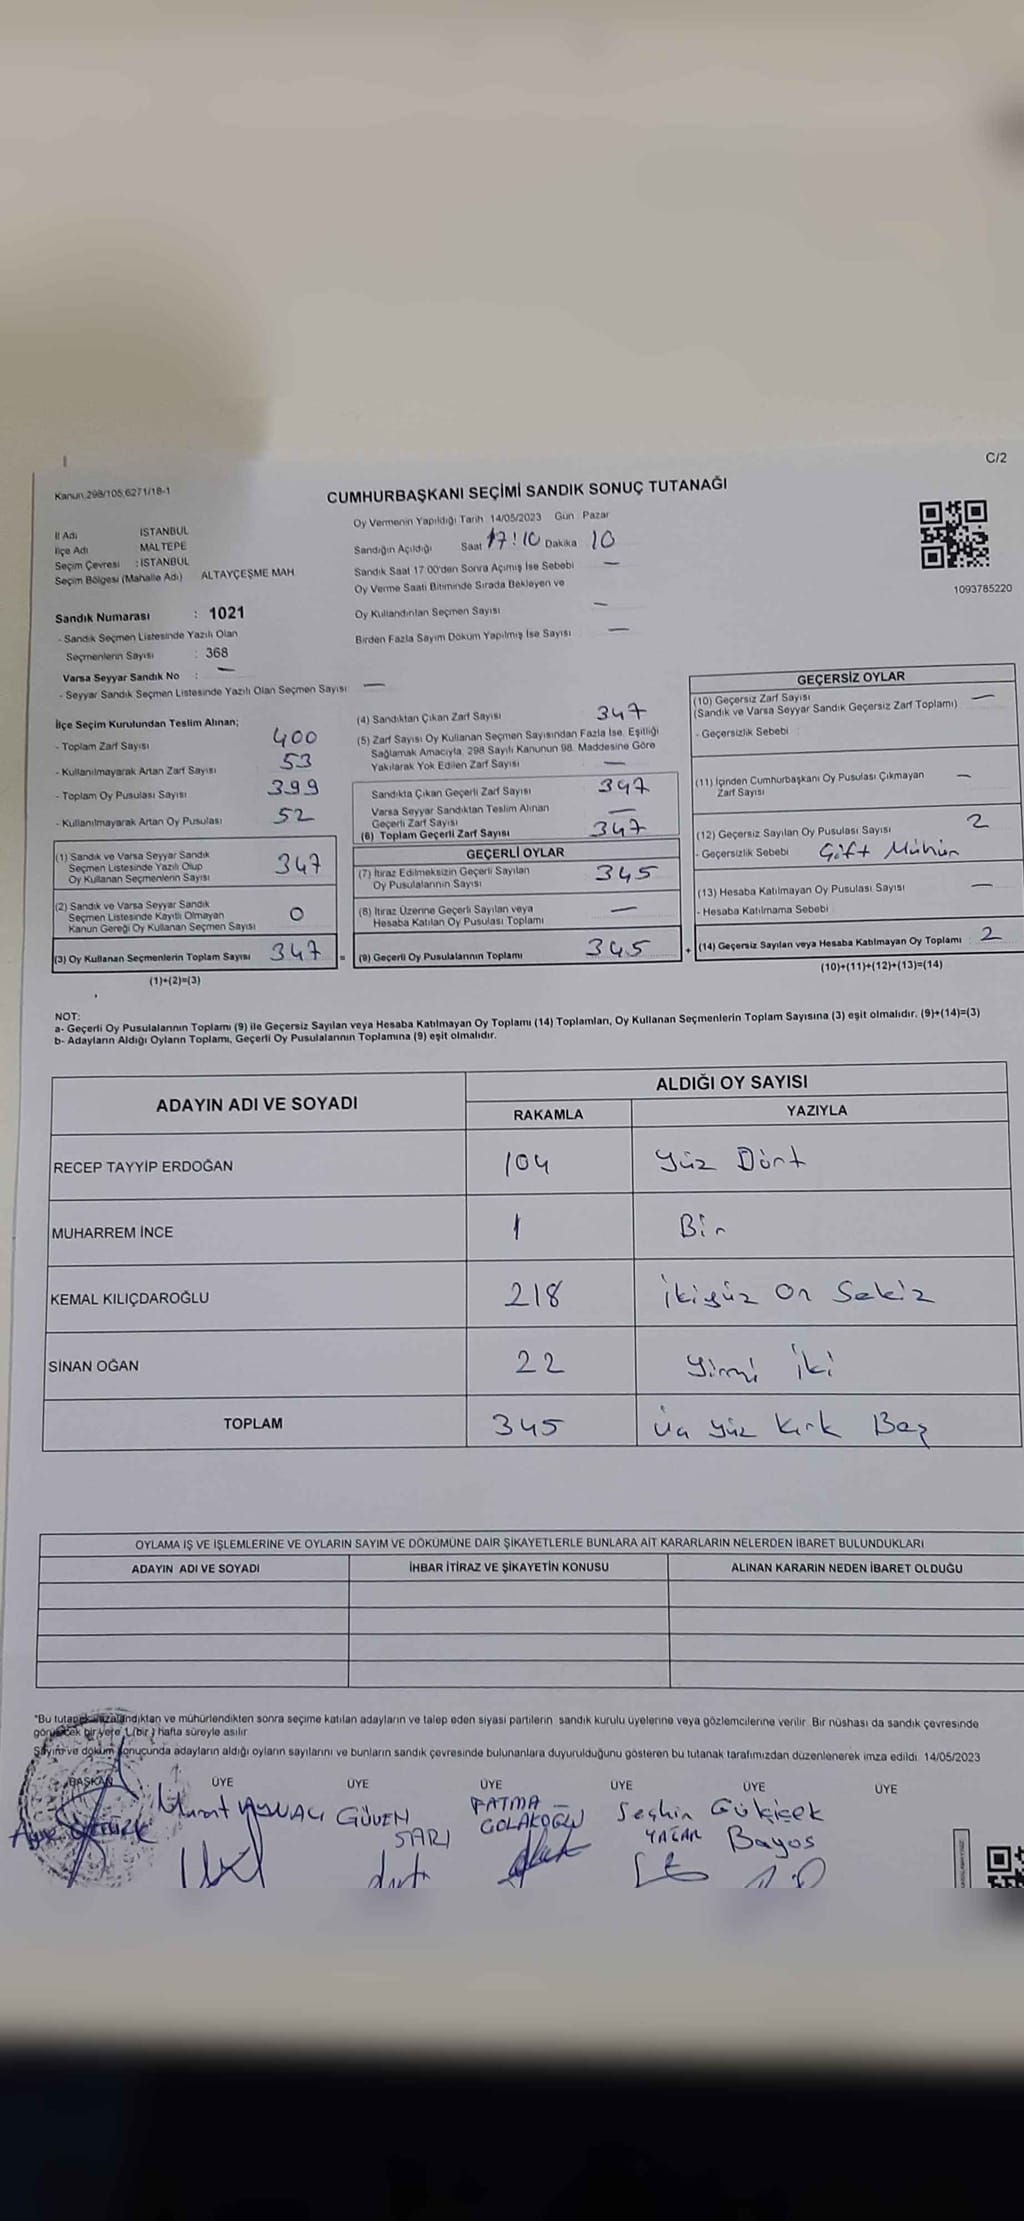 C/2
Kanun 298/105,6271/18-1
CUMHURBAŞKANI SEÇİMİ SANDIK SONUÇ TUTANAĞI
İl Adı İSTANBUL
İlçe Adı MALTEPE
Seçim Çevresi : İSTANBUL
Seçim Bölgesi (Mahalle Adı) ALTAYÇEŞME MAH.
Sandık Numarası : 1021
- Sandık Seçmen Listesinde Yazılı Olan
Seçmenlerin Sayısı : 368
Varsa Seyyar Sandık No : —
- Seyyar Sandık Seçmen Listesinde Yazılı Olan Seçmen Sayısı —
Oy Vermenin Yapıldığı Tarih 14/05/2023 Gün Pazar
Sandığın Açıldığı Saat 17:10 Dakika 10
Sandık Saat 17:00'den Sonra Açımış İse Sebebi —
Oy Verme Saati Bitiminde Sırada Bekleyen ve
Oy Kullandırılan Seçmen Sayısı —
Birden Fazla Sayım Döküm Yapılmış İse Sayısı —
1093785220
İlçe Seçim Kurulundan Teslim Alınan;
- Toplam Zarf Sayısı 400
- Kullanılmayarak Artan Zarf Sayısı 53
- Toplam Oy Pusulası Sayısı 399
- Kullanılmayarak Artan Oy Pusulası 52
(1) Sandık ve Varsa Seyyar Sandık
Seçmen Listesinde Yazılı Olup
Oy Kullanan Seçmenlerin Sayısı 347
(2) Sandık ve Varsa Seyyar Sandık
Seçmen Listesinde Kayıtlı Olmayan
Kanun Gereği Oy Kullanan Seçmen Sayısı 0
(3) Oy Kullanan Seçmenlerin Toplam Sayısı 347 =
(1)+(2)=(3)
(4) Sandıktan Çıkan Zarf Sayısı 347
(5) Zarf Sayısı Oy Kullanan Seçmen Sayısından Fazla İse, Eşitliği
Sağlamak Amacıyla, 298 Sayılı Kanunun 98. Maddesine Göre
Yakılarak Yok Edilen Zarf Sayısı —
Sandıkta Çıkan Geçerli Zarf Sayısı 347
Varsa Seyyar Sandıktan Teslim Alınan
Geçerli Zarf Sayısı —
(6) Toplam Geçerli Zarf Sayısı 347
GEÇERLİ OYLAR
(7) İtiraz Edilmeksizin Geçerli Sayılan
Oy Pusulalarının Sayısı 345
(8) İtiraz Üzerine Geçerli Sayılan veya
Hesaba Katılan Oy Pusulası Toplamı —
(9) Geçerli Oy Pusulalarının Toplamı 345 +
GEÇERSİZ OYLAR
(10) Geçersiz Zarf Sayısı —
(Sandık ve Varsa Seyyar Sandık Geçersiz Zarf Toplamı)
- Geçersizlik Sebebi
(11) İçinden Cumhurbaşkanı Oy Pusulası Çıkmayan
Zarf Sayısı —
(12) Geçersiz Sayılan Oy Pusulası Sayısı 2
- Geçersizlik Sebebi Çift Mühür
(13) Hesaba Katılmayan Oy Pusulası Sayısı —
- Hesaba Katılmama Sebebi
(14) Geçersiz Sayılan veya Hesaba Katılmayan Oy Toplamı : 2
(10)+(11)+(12)+(13)=(14)
NOT:
a- Geçerli Oy Pusulalarının Toplamı (9) ile Geçersiz Sayılan veya Hesaba Katılmayan Oy Toplamı (14) Toplamları, Oy Kullanan Seçmenlerin Toplam Sayısına (3) eşit olmalıdır. (9)+(14)=(3)
b- Adayların Aldığı Oyların Toplamı, Geçerli Oy Pusulalarının Toplamına (9) eşit olmalıdır.
ADAYIN ADI VE SOYADI ALDIĞI OY SAYISI
RAKAMLA YAZIYLA
RECEP TAYYİP ERDOĞAN 104 Yüz Dört
MUHARREM İNCE 1 Bir
KEMAL KILIÇDAROĞLU 218 İkiyüz On Sekiz
SİNAN OĞAN 22 Yirmi İki
TOPLAM 345 Üç Yüz Kırk Beş
OYLAMA İŞ VE İŞLEMLERİNE VE OYLARIN SAYIM VE DÖKÜMÜNE DAİR ŞİKAYETLERLE BUNLARA AİT KARARLARIN NELERDEN İBARET BULUNDUKLARI
ADAYIN ADI VE SOYADI İHBAR İTİRAZ VE ŞİKAYETİN KONUSU ALINAN KARARIN NEDEN İBARET OLDUĞU
"Bu tutanak imzalandıktan ve mühürlendikten sonra seçime katılan adayların ve talep eden siyasi partilerin sandık kurulu üyelerine veya gözlemcilerine verilir. Bir nüshası da sandık çevresinde
görülecek bir yere 1 (bir) hafta süreyle asılır.
Sayım ve döküm sonucunda adayların aldığı oyların sayılarını ve bunların sandık çevresinde bulunanlara duyurulduğunu gösteren bu tutanak tarafımızdan düzenlenerek imza edildi. 14/05/2023
BAŞKAN ÜYE ÜYE ÜYE ÜYE ÜYE ÜYE
Murat GÜVEN SARI FATMA ÇOLAKOĞLU Seçkin YAZAR Gökçiçek Bayos